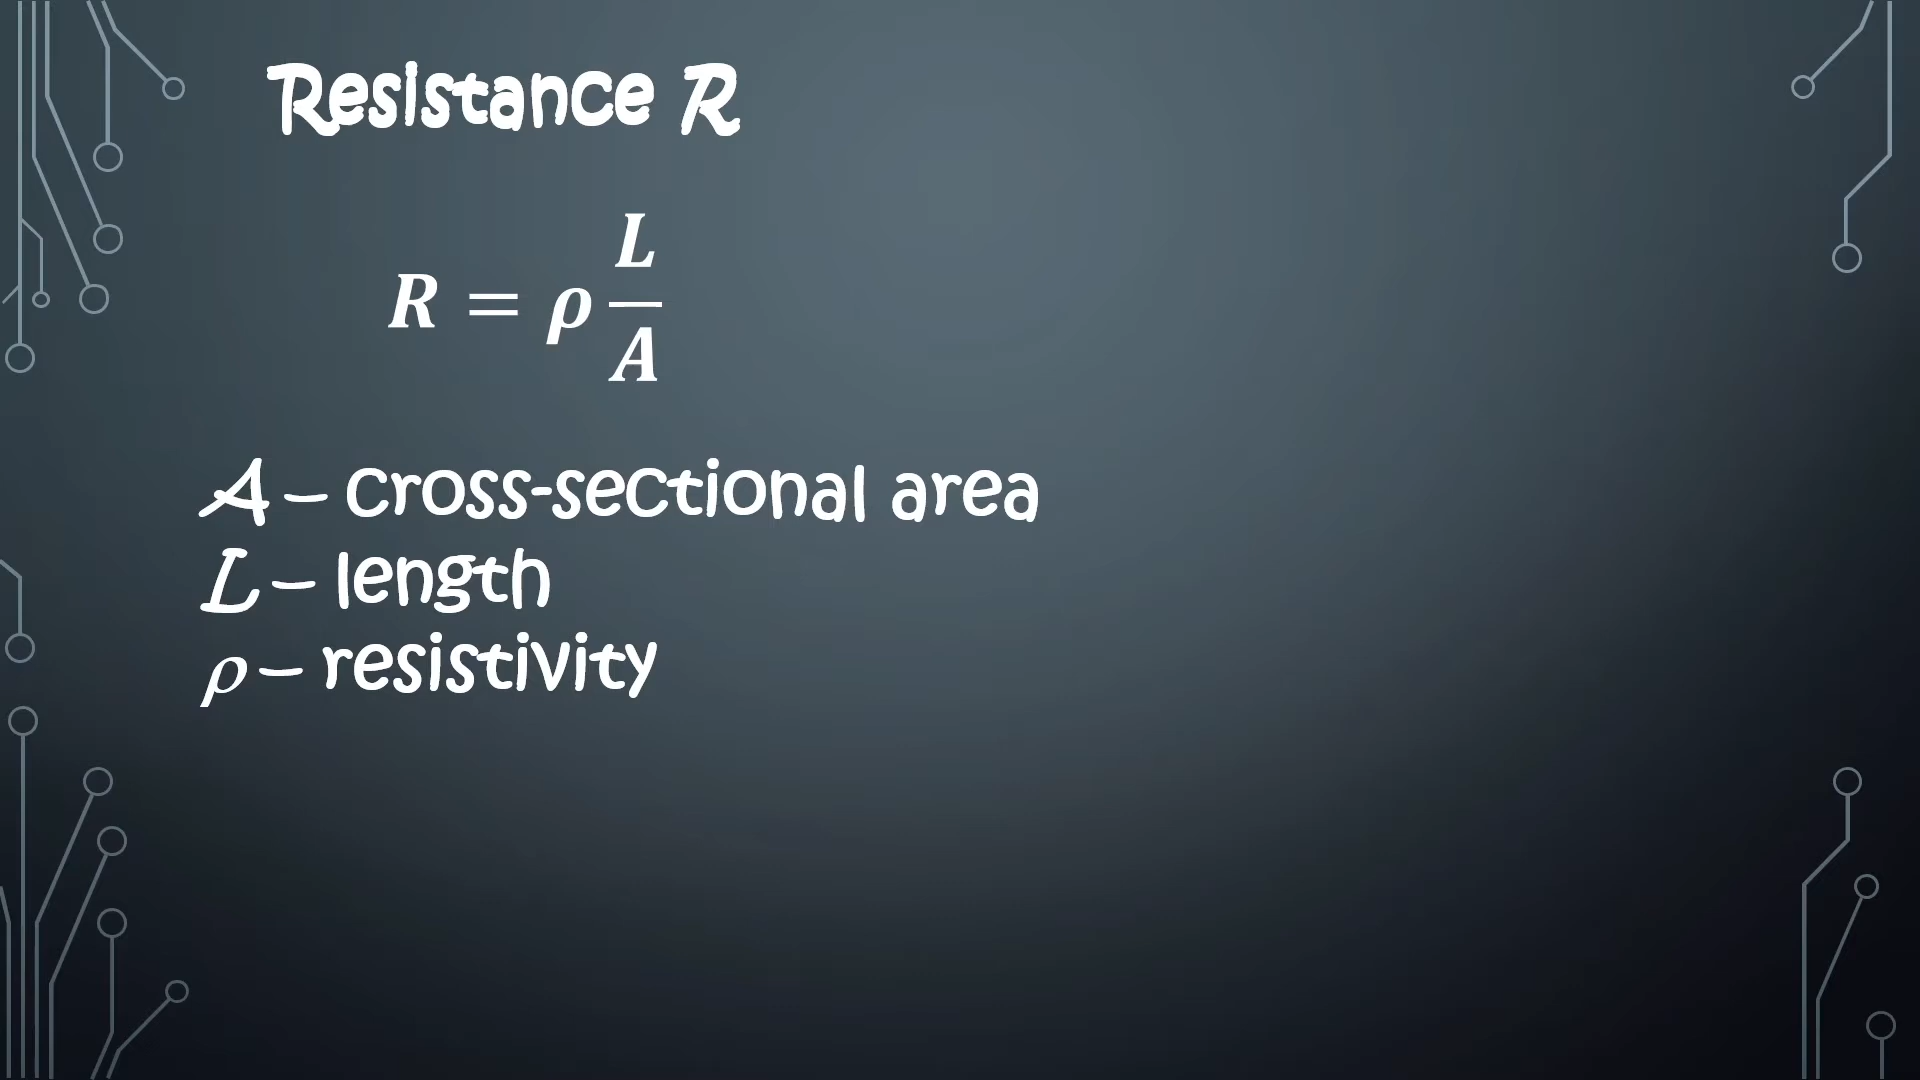 Resistance R
R = ρ L/A
A – cross-sectional area
L – length
ρ – resistivity